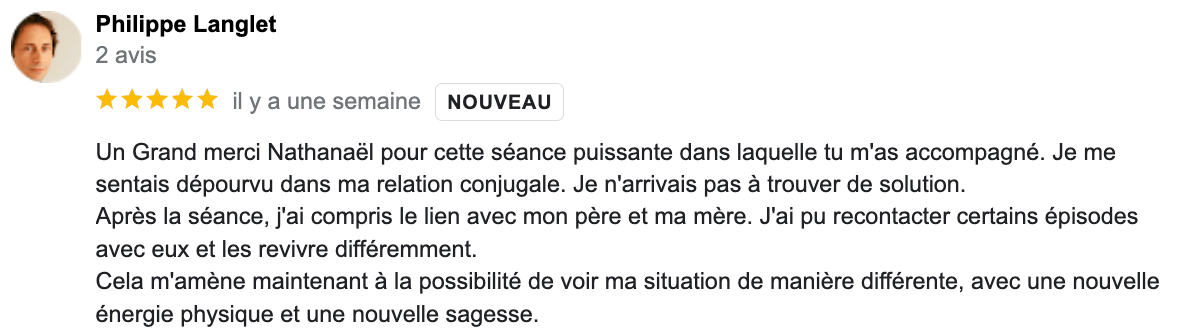 Philippe Langlet
2 avis
il y a une semaine NOUVEAU
Un Grand merci Nathanaël pour cette séance puissante dans laquelle tu m'as accompagné. Je me
sentais dépourvu dans ma relation conjugale. Je n'arrivais pas à trouver de solution.
Après la séance, j'ai compris le lien avec mon père et ma mère. J'ai pu recontacter certains épisodes
avec eux et les revivre différemment.
Cela m'amène maintenant à la possibilité de voir ma situation de manière différente, avec une nouvelle
énergie physique et une nouvelle sagesse.